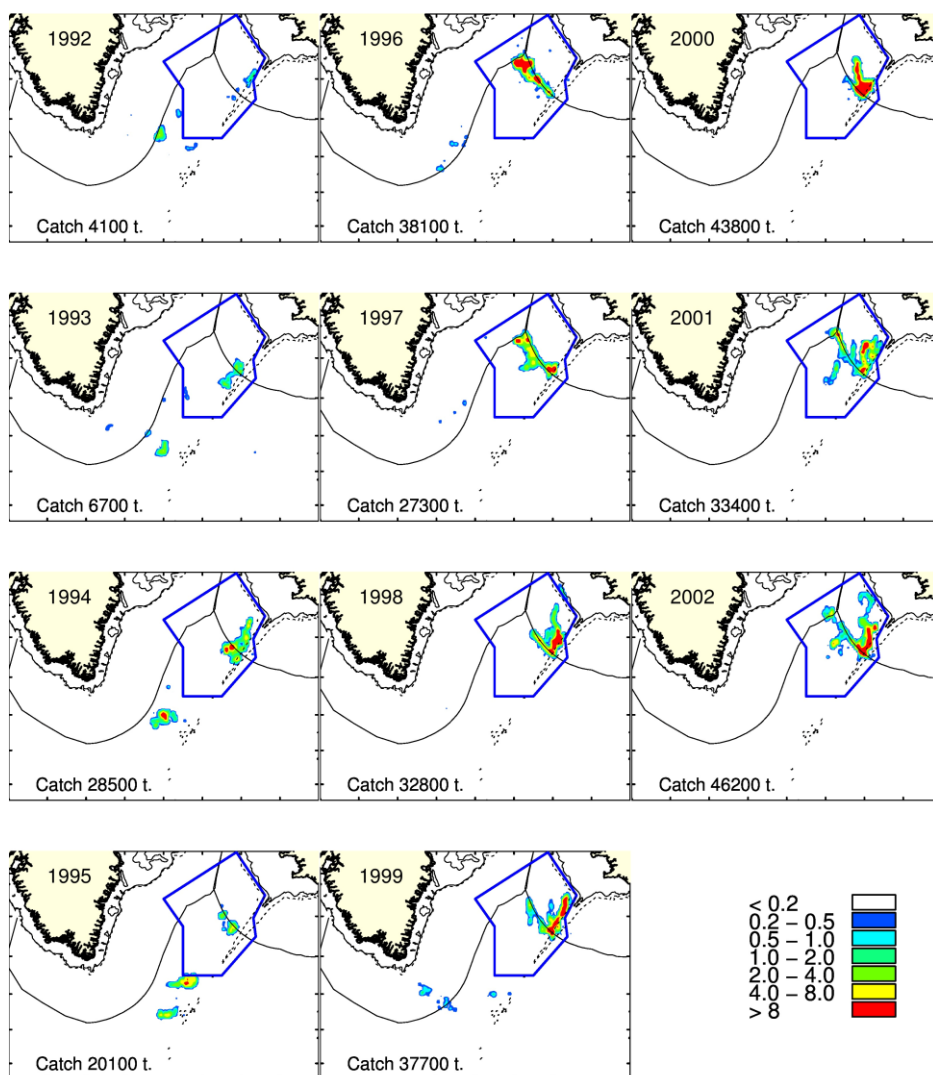 1992
Catch 4100 t.
1996
Catch 38100 t.
2000
Catch 43800 t.
1993
Catch 6700 t.
1997
Catch 27300 t.
2001
Catch 33400 t.
1994
Catch 28500 t.
1998
Catch 32800 t.
2002
Catch 46200 t.
1995
Catch 20100 t.
1999
Catch 37700 t.
< 0.2
0.2 – 0.5
0.5 – 1.0
1.0 – 2.0
2.0 – 4.0
4.0 – 8.0
> 8